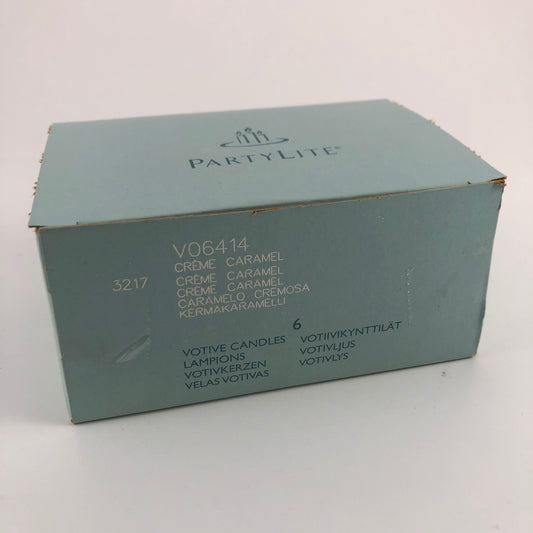 PARTYLITE®
V06414
CRÈME CARAMEL
3217 CRÈME CARAMEL
CRÈME CARAMEL
CARAMELO CREMOSA
KERMAKARAMELLI
6
VOTIVE CANDLES VOTIIVIKYNTTILÄT
LAMPIONS VOTIVLJUS
VOTIVKERZEN VOTIVLYS
VELAS VOTIVAS